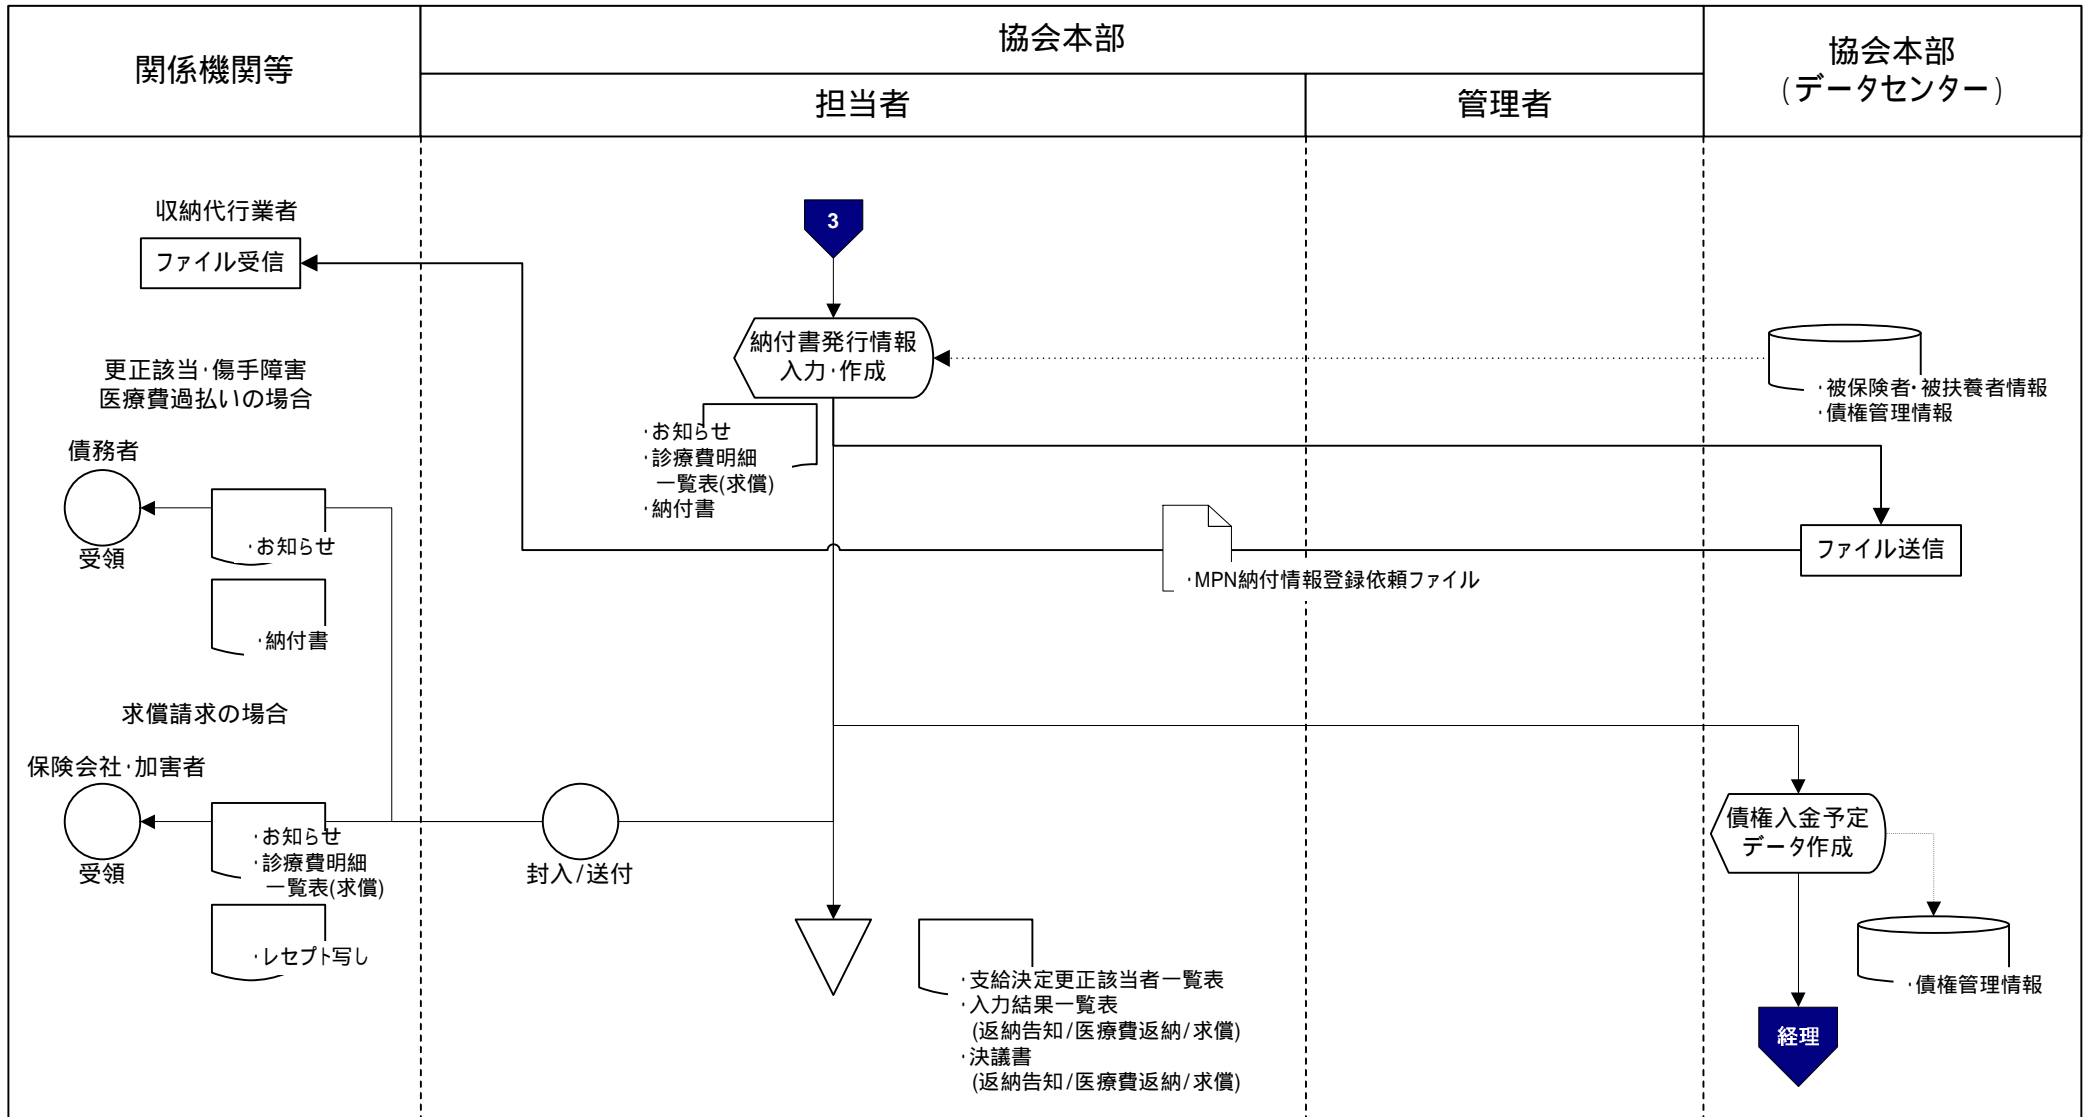 関係機関等
協会本部
担当者
管理者
協会本部
(データセンター)
収納代行業者
ファイル受信
3
納付書発行情報
入力・作成
・お知らせ
・診療費明細
一覧表(求償)
・納付書
・被保険者・被扶養者情報
・債権管理情報
更正該当・傷手障害
医療費過払いの場合
債務者
受領
・お知らせ
・納付書
・MPN納付情報登録依頼ファイル
ファイル送信
求償請求の場合
保険会社・加害者
受領
・お知らせ
・診療費明細
一覧表(求償)
・レセプト写し
封入/送付
・支給決定更正該当者一覧表
・入力結果一覧表
(返納告知/医療費返納/求償)
・決議書
(返納告知/医療費返納/求償)
債権入金予定
データ作成
・債権管理情報
経理